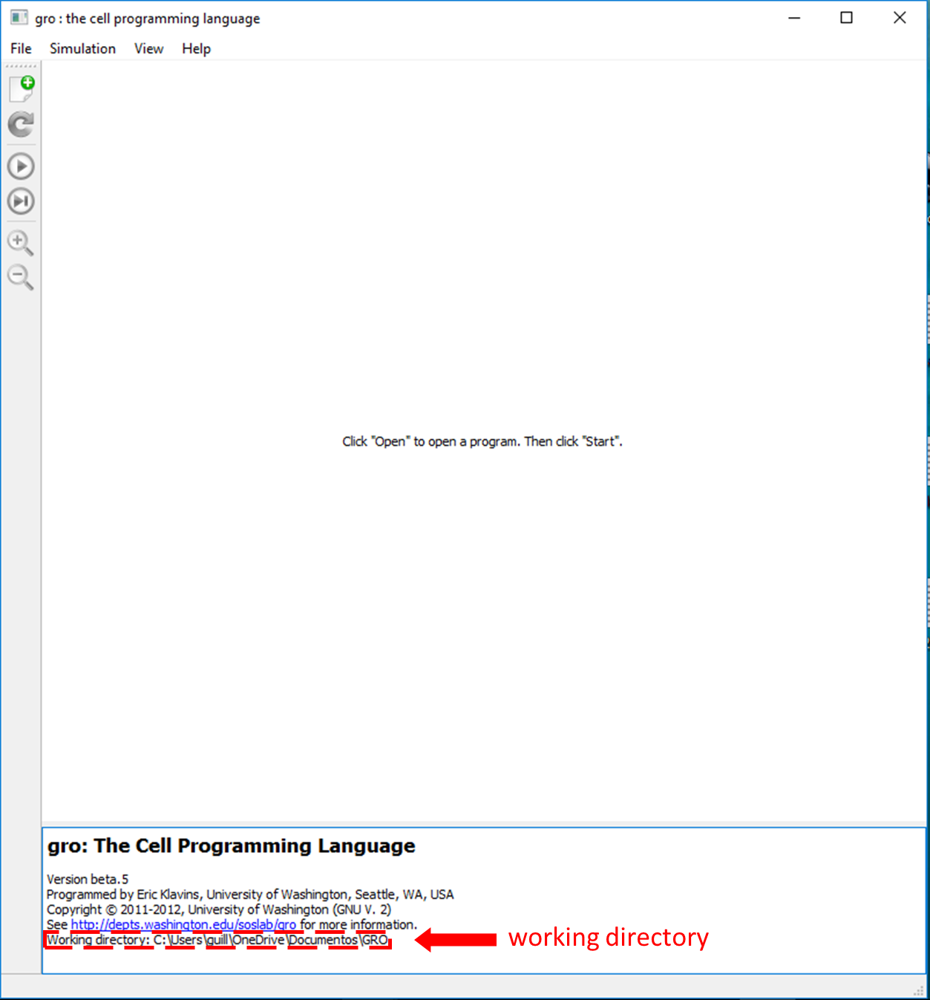 gro : the cell programming language
File Simulation View Help
Click "Open" to open a program. Then click "Start".
gro: The Cell Programming Language
Version beta.5
Programmed by Eric Klavins, University of Washington, Seattle, WA, USA
Copyright © 2011-2012, University of Washington (GNU V. 2)
See http://depts.washington.edu/soslab/gro for more information.
Working directory: C:\Users\guill\OneDrive\Documentos\GRO
working directory